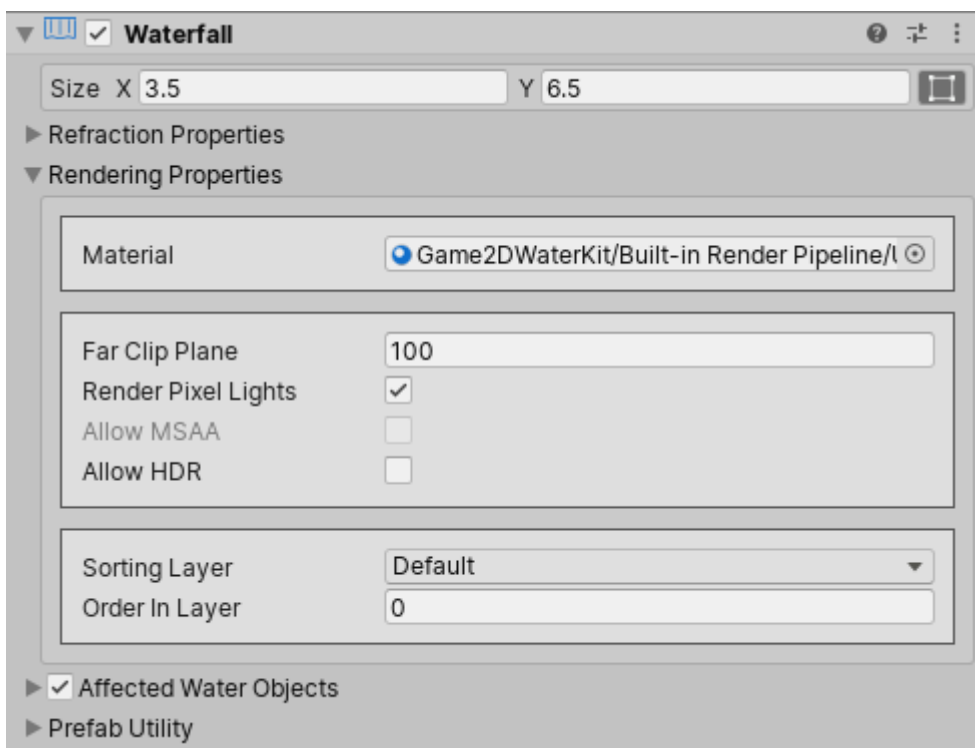 Waterfall
Size X 3.5 Y 6.5
Refraction Properties
Rendering Properties
Material Game2DWaterKit/Built-in Render Pipeline/
Far Clip Plane 100
Render Pixel Lights
Allow MSAA
Allow HDR
Sorting Layer Default
Order In Layer 0
Affected Water Objects
Prefab Utility